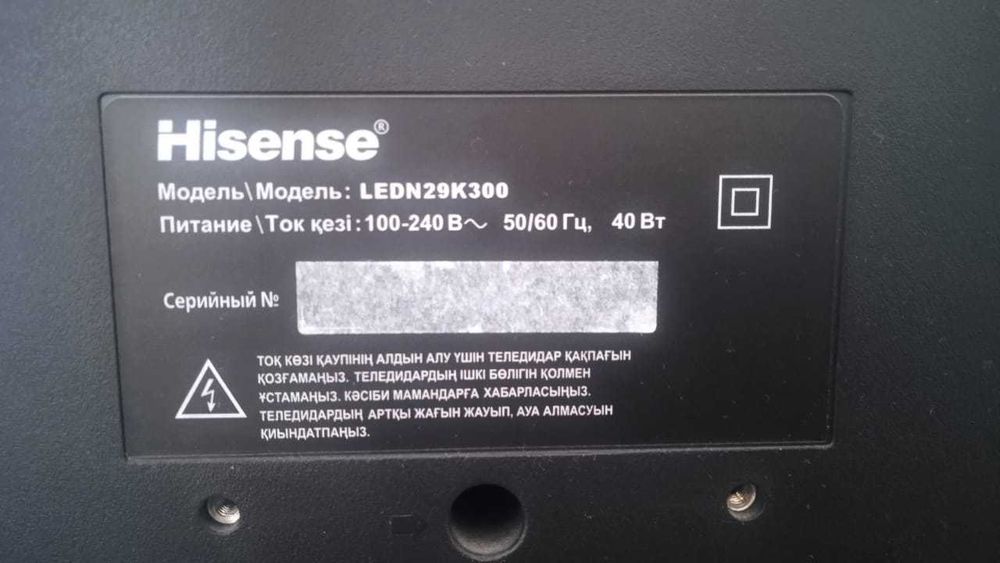 Hisense®
Модель\Модель: LEDN29K300
Питание\Ток қезі: 100-240 В~ 50/60 Гц, 40 Вт
Серийный №
ТОҚ КӨЗІ ҚАУПІНІҢ АЛДЫН АЛУ ҮШІН ТЕЛЕДИДАР ҚАҚПАҒЫН
ҚОЗҒАМАҢЫЗ. ТЕЛЕДИДАРДЫҢ ІШКІ БӨЛІГІН ҚОЛМЕН
ҰСТАМАҢЫЗ. КӘСІБИ МАМАНДАРҒА ХАБАРЛАСЫҢЫЗ.
ТЕЛЕДИДАРДЫҢ АРТҚЫ ЖАҒЫН ЖАУЫП, АУА АЛМАСУЫН
ҚИЫНДАТПАҢЫЗ.